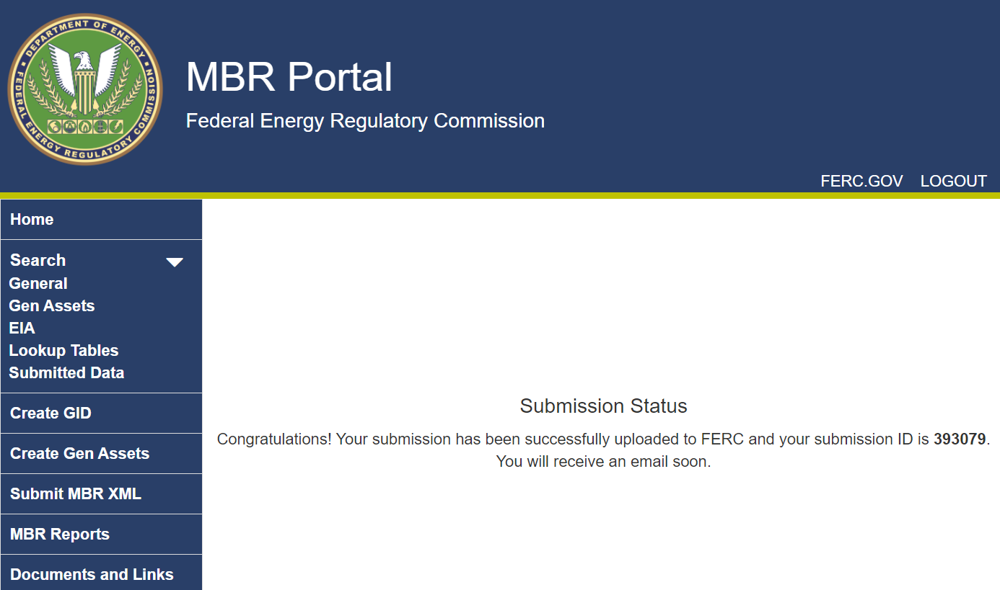 DEPARTMENT OF ENERGY
FEDERAL ENERGY REGULATORY COMMISSION
MBR Portal
Federal Energy Regulatory Commission
FERC.GOV LOGOUT
Home
Search
General
Gen Assets
EIA
Lookup Tables
Submitted Data
Create GID
Create Gen Assets
Submit MBR XML
MBR Reports
Documents and Links
Submission Status
Congratulations! Your submission has been successfully uploaded to FERC and your submission ID is 393079.
You will receive an email soon.